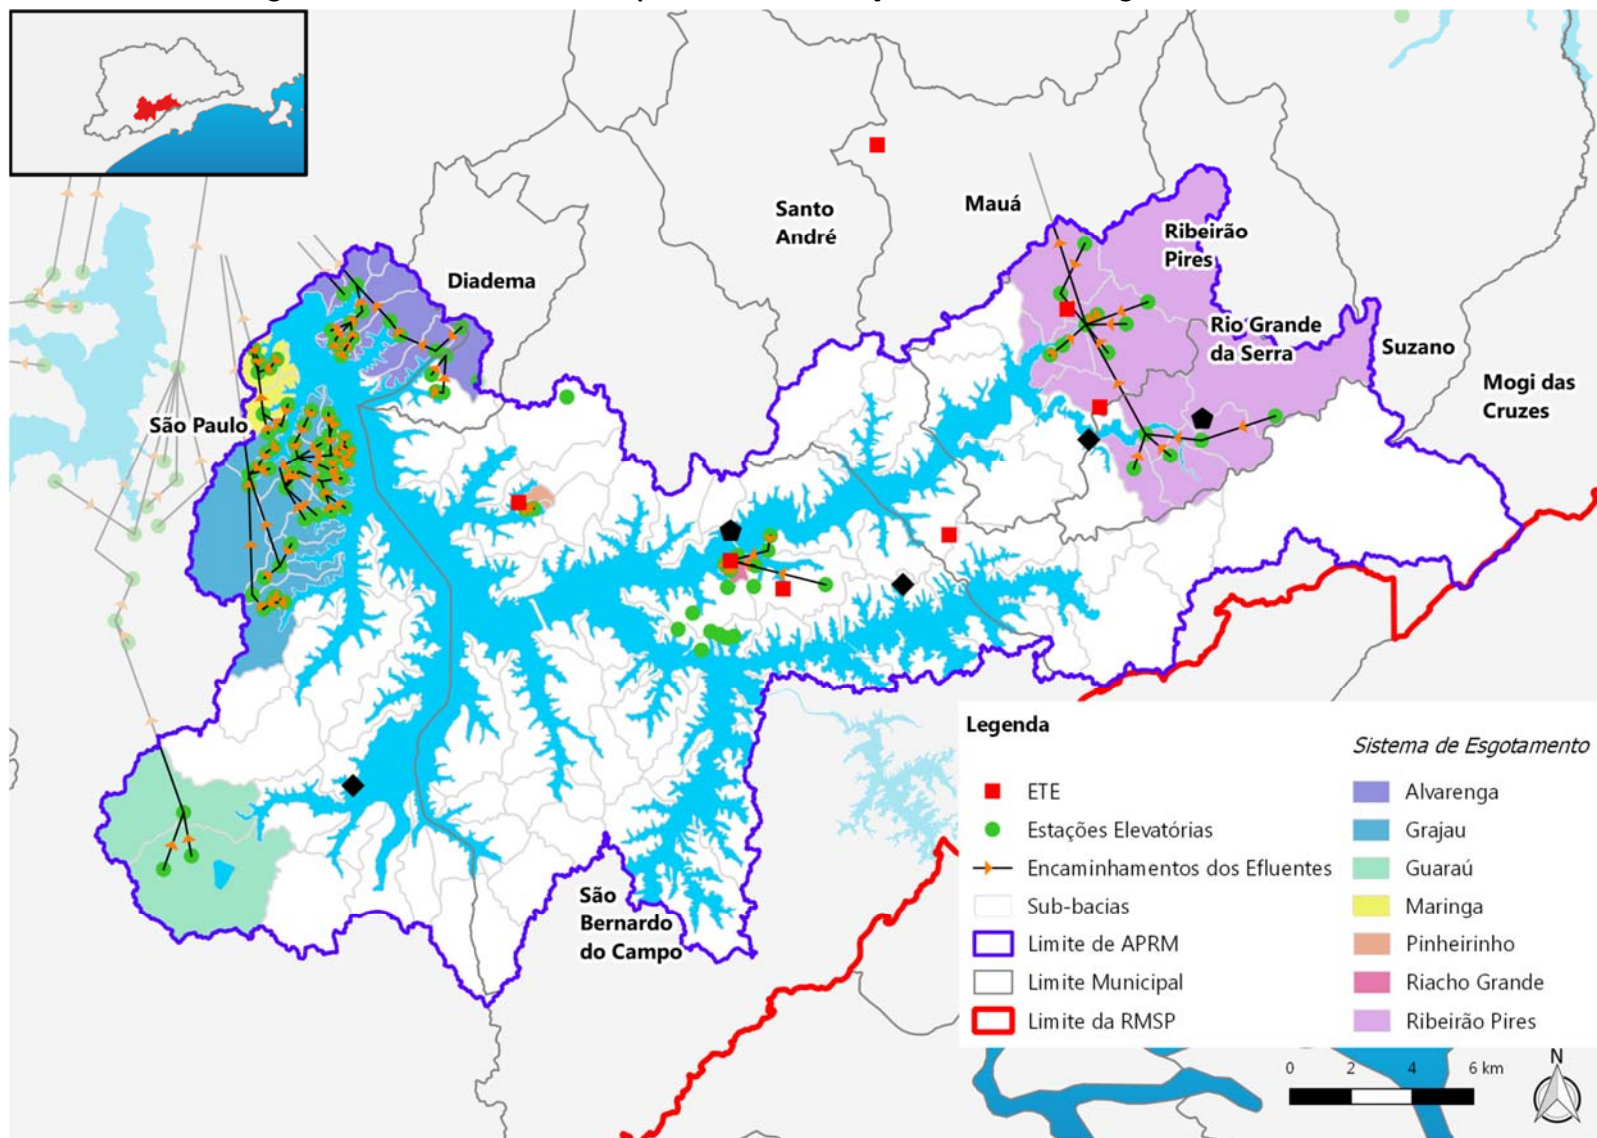 Santo
André
Mauá
Ribeirão
Pires
Diadema
Rio Grande
da Serra
Suzano
Mogi das
Cruzes
São Paulo
São
Bernardo
do Campo
Legenda
ETE
Estações Elevatórias
Encaminhamentos dos Efluentes
Sub-bacias
Limite de APRM
Limite Municipal
Limite da RMSP
Sistema de Esgotamento
Alvarenga
Grajau
Guaraú
Maringa
Pinheirinho
Riacho Grande
Ribeirão Pires
0 2 4 6 km
N